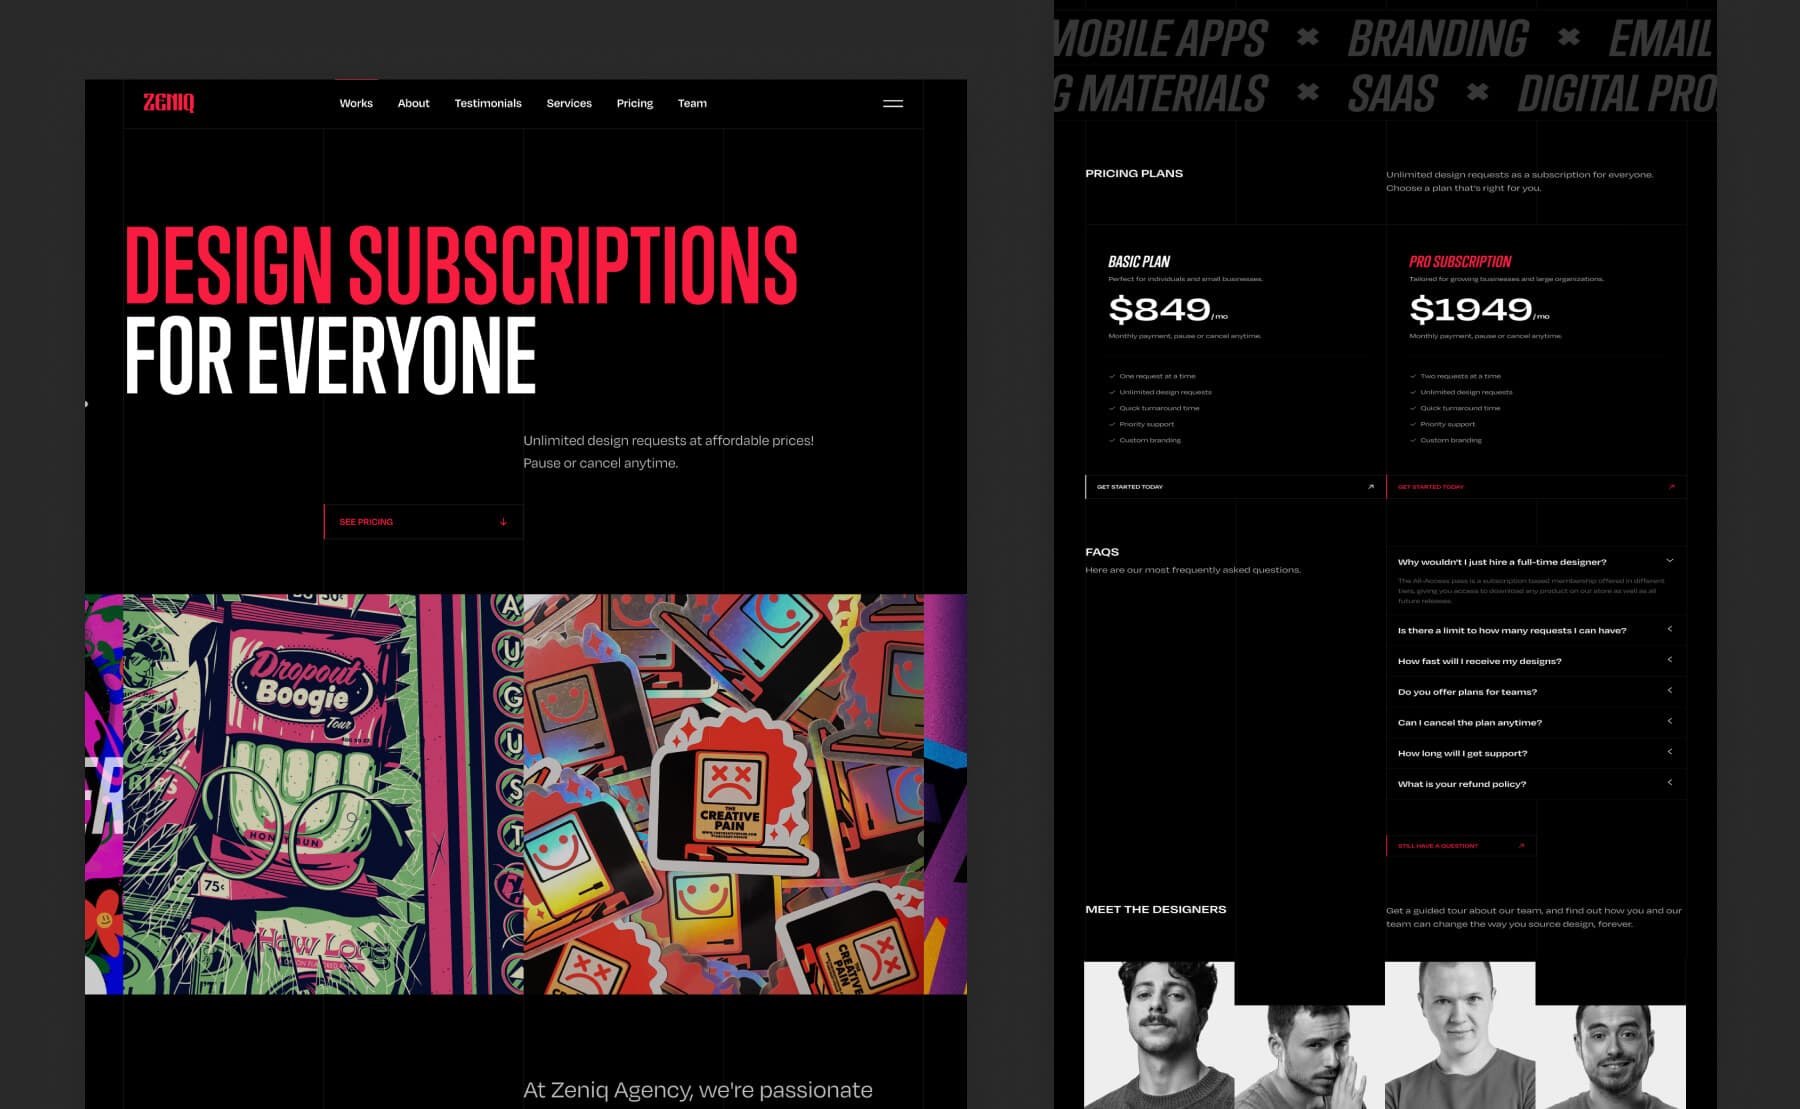 ZENIQ
Works About Testimonials Services Pricing Team
DESIGN SUBSCRIPTIONS
FOR EVERYONE
Unlimited design requests at affordable prices!
Pause or cancel anytime.
SEE PRICING
Dropout
Boogie
Tour
HONEY BUN
75¢
HOW LO
AUGUST
THE
CREATIVE
PAIN
THE
CREATIVE
PAIN
At Zeniq Agency, we're passionate
MOBILE APPS ✖ BRANDING ✖ EMAIL
G MATERIALS ✖ SAAS ✖ DIGITAL PRO
PRICING PLANS
Unlimited design requests as a subscription for everyone.
Choose a plan that's right for you.
BASIC PLAN
Perfect for individuals and small businesses.
$849/mo
Monthly payment, pause or cancel anytime.
One request at a time
Unlimited design requests
Quick turnaround time
Priority support
Custom branding
GET STARTED TODAY
PRO SUBSCRIPTION
Tailored for growing businesses and large organizations.
$1949/mo
Monthly payment, pause or cancel anytime.
Two requests at a time
Unlimited design requests
Quick turnaround time
Priority support
Custom branding
GET STARTED TODAY
FAQS
Here are our most frequently asked questions.
Why wouldn't I just hire a full-time designer?
The All-Access pass is a subscription based membership offered in different
tiers, giving you access to download any product on our store as well as all
future releases.
Is there a limit to how many requests I can have?
How fast will I receive my designs?
Do you offer plans for teams?
Can I cancel the plan anytime?
How long will I get support?
What is your refund policy?
STILL HAVE A QUESTION?
MEET THE DESIGNERS
Get a guided tour about our team, and find out how you and our
team can change the way you source design, forever.